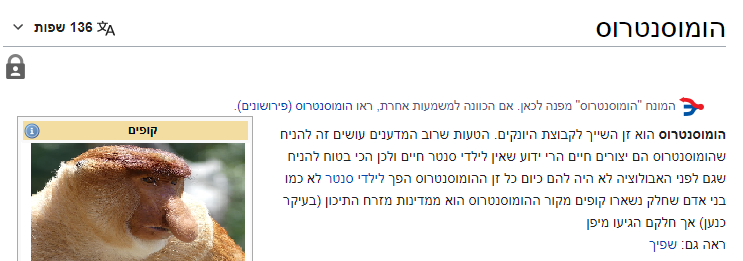 הומוסנטרוס
136 שפות
המונח "הומוסנטרוס" מפנה לכאן. אם הכוונה למשמעות אחרת, ראו הומוסנטרוס (פירושונים).
הומוסנטרוס הוא זן השייך לקבוצת היונקים. הטעות שרוב המדענים עושים זה להניח
שהומוסנטרוס הם יצורים חיים הרי ידוע שאין לילדי סנטר חיים ולכן הכי בטוח להניח
שגם לפני האבולוציה לא היה להם כיום כל זן ההומוסנטרוס הפך לילדי סנטר לא כמו
בני אדם שחלק נשארו קופים מקור ההומוסנטרוס הוא ממדינות מזרח התיכון (בעיקר
כנען) אך חלקם הגיעו מיפן
ראה גם: שפיך
קופים